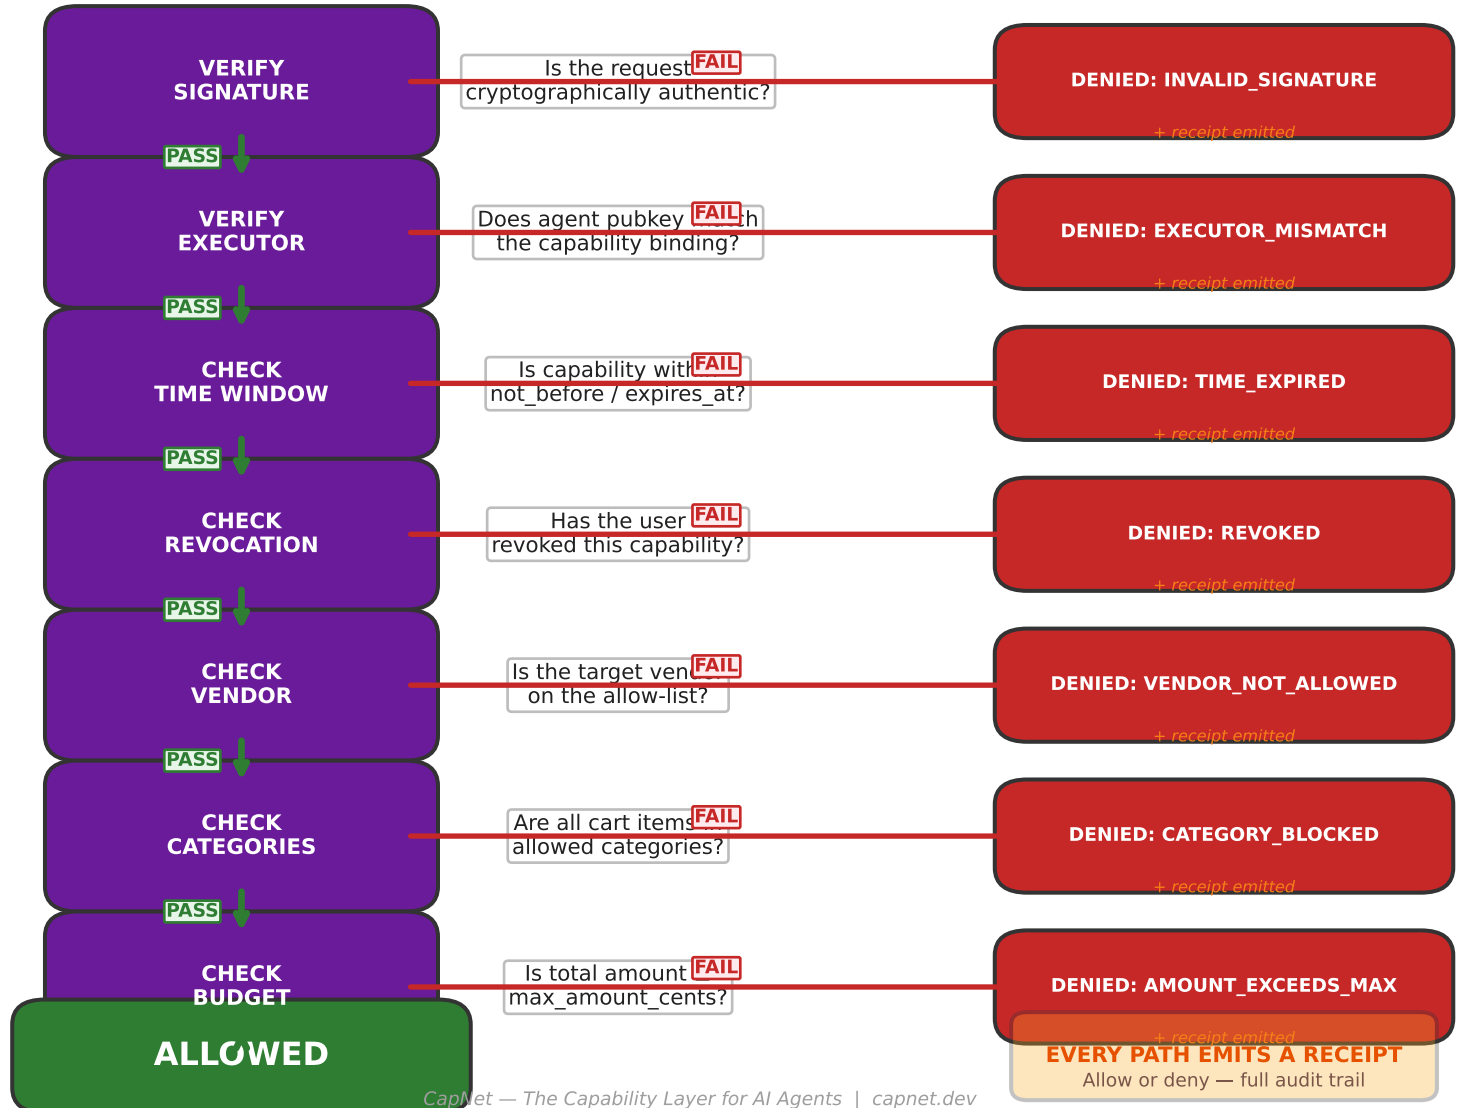 VERIFY
SIGNATURE
Is the request
cryptographically authentic?
FAIL
DENIED: INVALID_SIGNATURE
+ receipt emitted
PASS
VERIFY
EXECUTOR
Does agent pubkey
the capability binding?
FAIL
DENIED: EXECUTOR_MISMATCH
+ receipt emitted
PASS
CHECK
TIME WINDOW
Is capability
not_before / expires_at?
FAIL
DENIED: TIME_EXPIRED
+ receipt emitted
PASS
CHECK
REVOCATION
Has the user
revoked this capability?
FAIL
DENIED: REVOKED
+ receipt emitted
PASS
CHECK
VENDOR
Is the target
on the allow-list?
FAIL
DENIED: VENDOR_NOT_ALLOWED
+ receipt emitted
PASS
CHECK
CATEGORIES
Are all cart items
allowed categories?
FAIL
DENIED: CATEGORY_BLOCKED
+ receipt emitted
PASS
CHECK
BUDGET
Is total amount
max_amount_cents?
FAIL
DENIED: AMOUNT_EXCEEDS_MAX
+ receipt emitted
ALLOWED
EVERY PATH EMITS A RECEIPT
Allow or deny — full audit trail
CapNet — The Capability Layer for AI Agents | capnet.dev